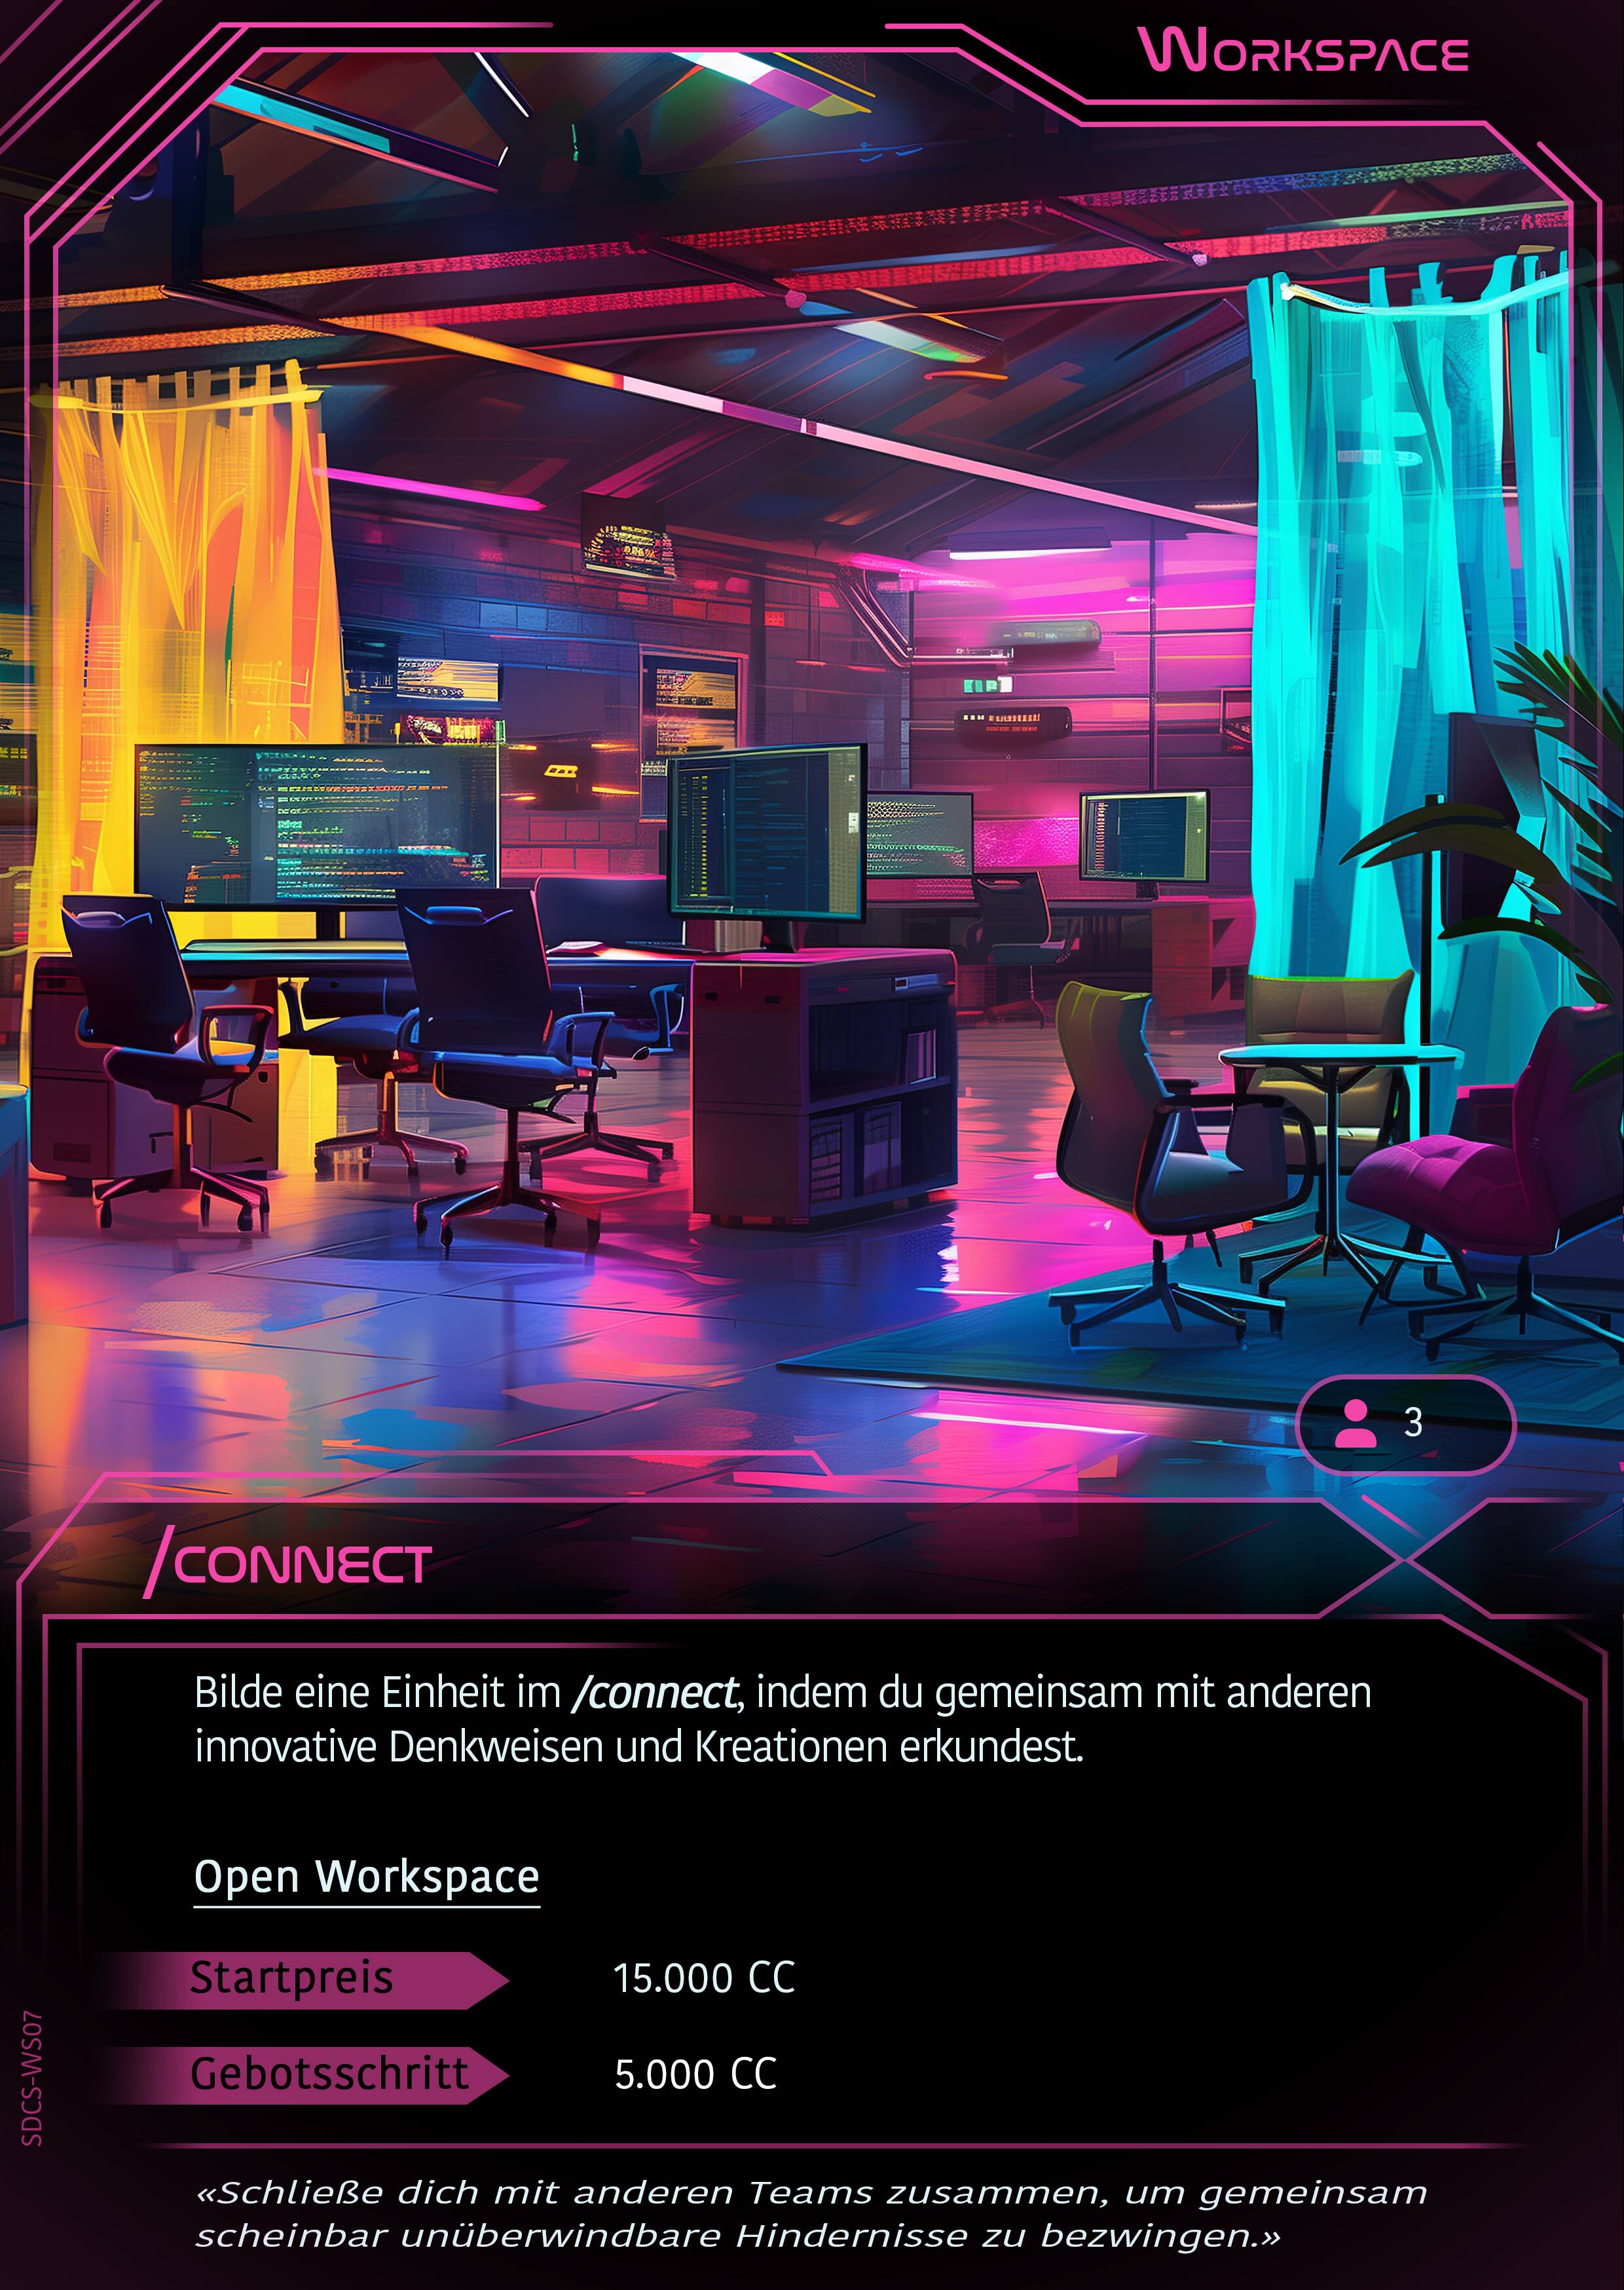 Workspace
3
/connect
Bilde eine Einheit im /connect, indem du gemeinsam mit anderen
innovative Denkweisen und Kreationen erkundest.
Open Workspace
Startpreis 15.000 CC
Gebotsschritt 5.000 CC
SDCS-WS07
«Schließe dich mit anderen Teams zusammen, um gemeinsam
scheinbar unüberwindbare Hindernisse zu bezwingen.»